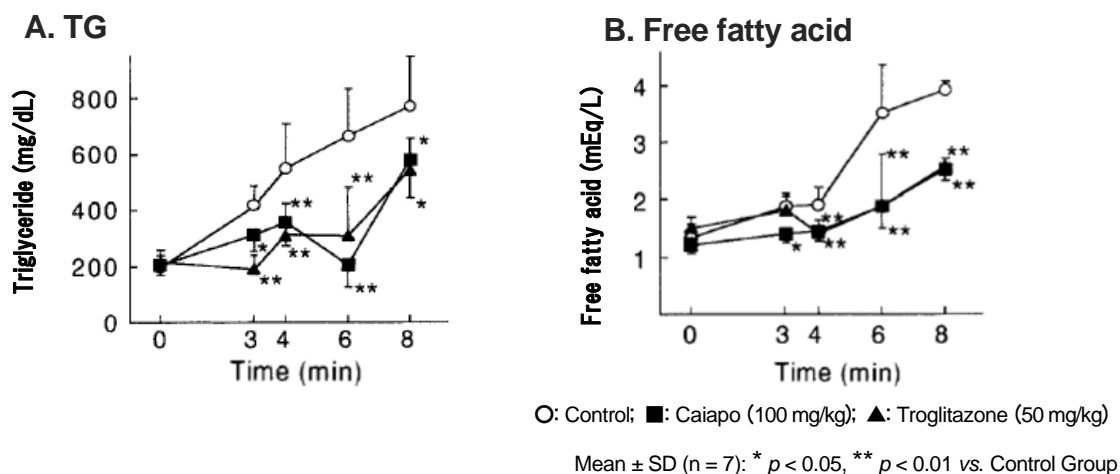 A. TG
Triglyceride (mg/dL)
800
600
400
200
0
*
**
**
*
*
**
**
**
0 3 4 6 8
Time (min)
B. Free fatty acid
Free fatty acid (mEq/L)
4
3
2
1
**
**
**
**
**
**
*
0 3 4 6 8
Time (min)
○: Control; ■: Caiapo (100 mg/kg); ▲: Troglitazone (50 mg/kg)
Mean ± SD (n = 7): * p < 0.05, ** p < 0.01 vs. Control Group